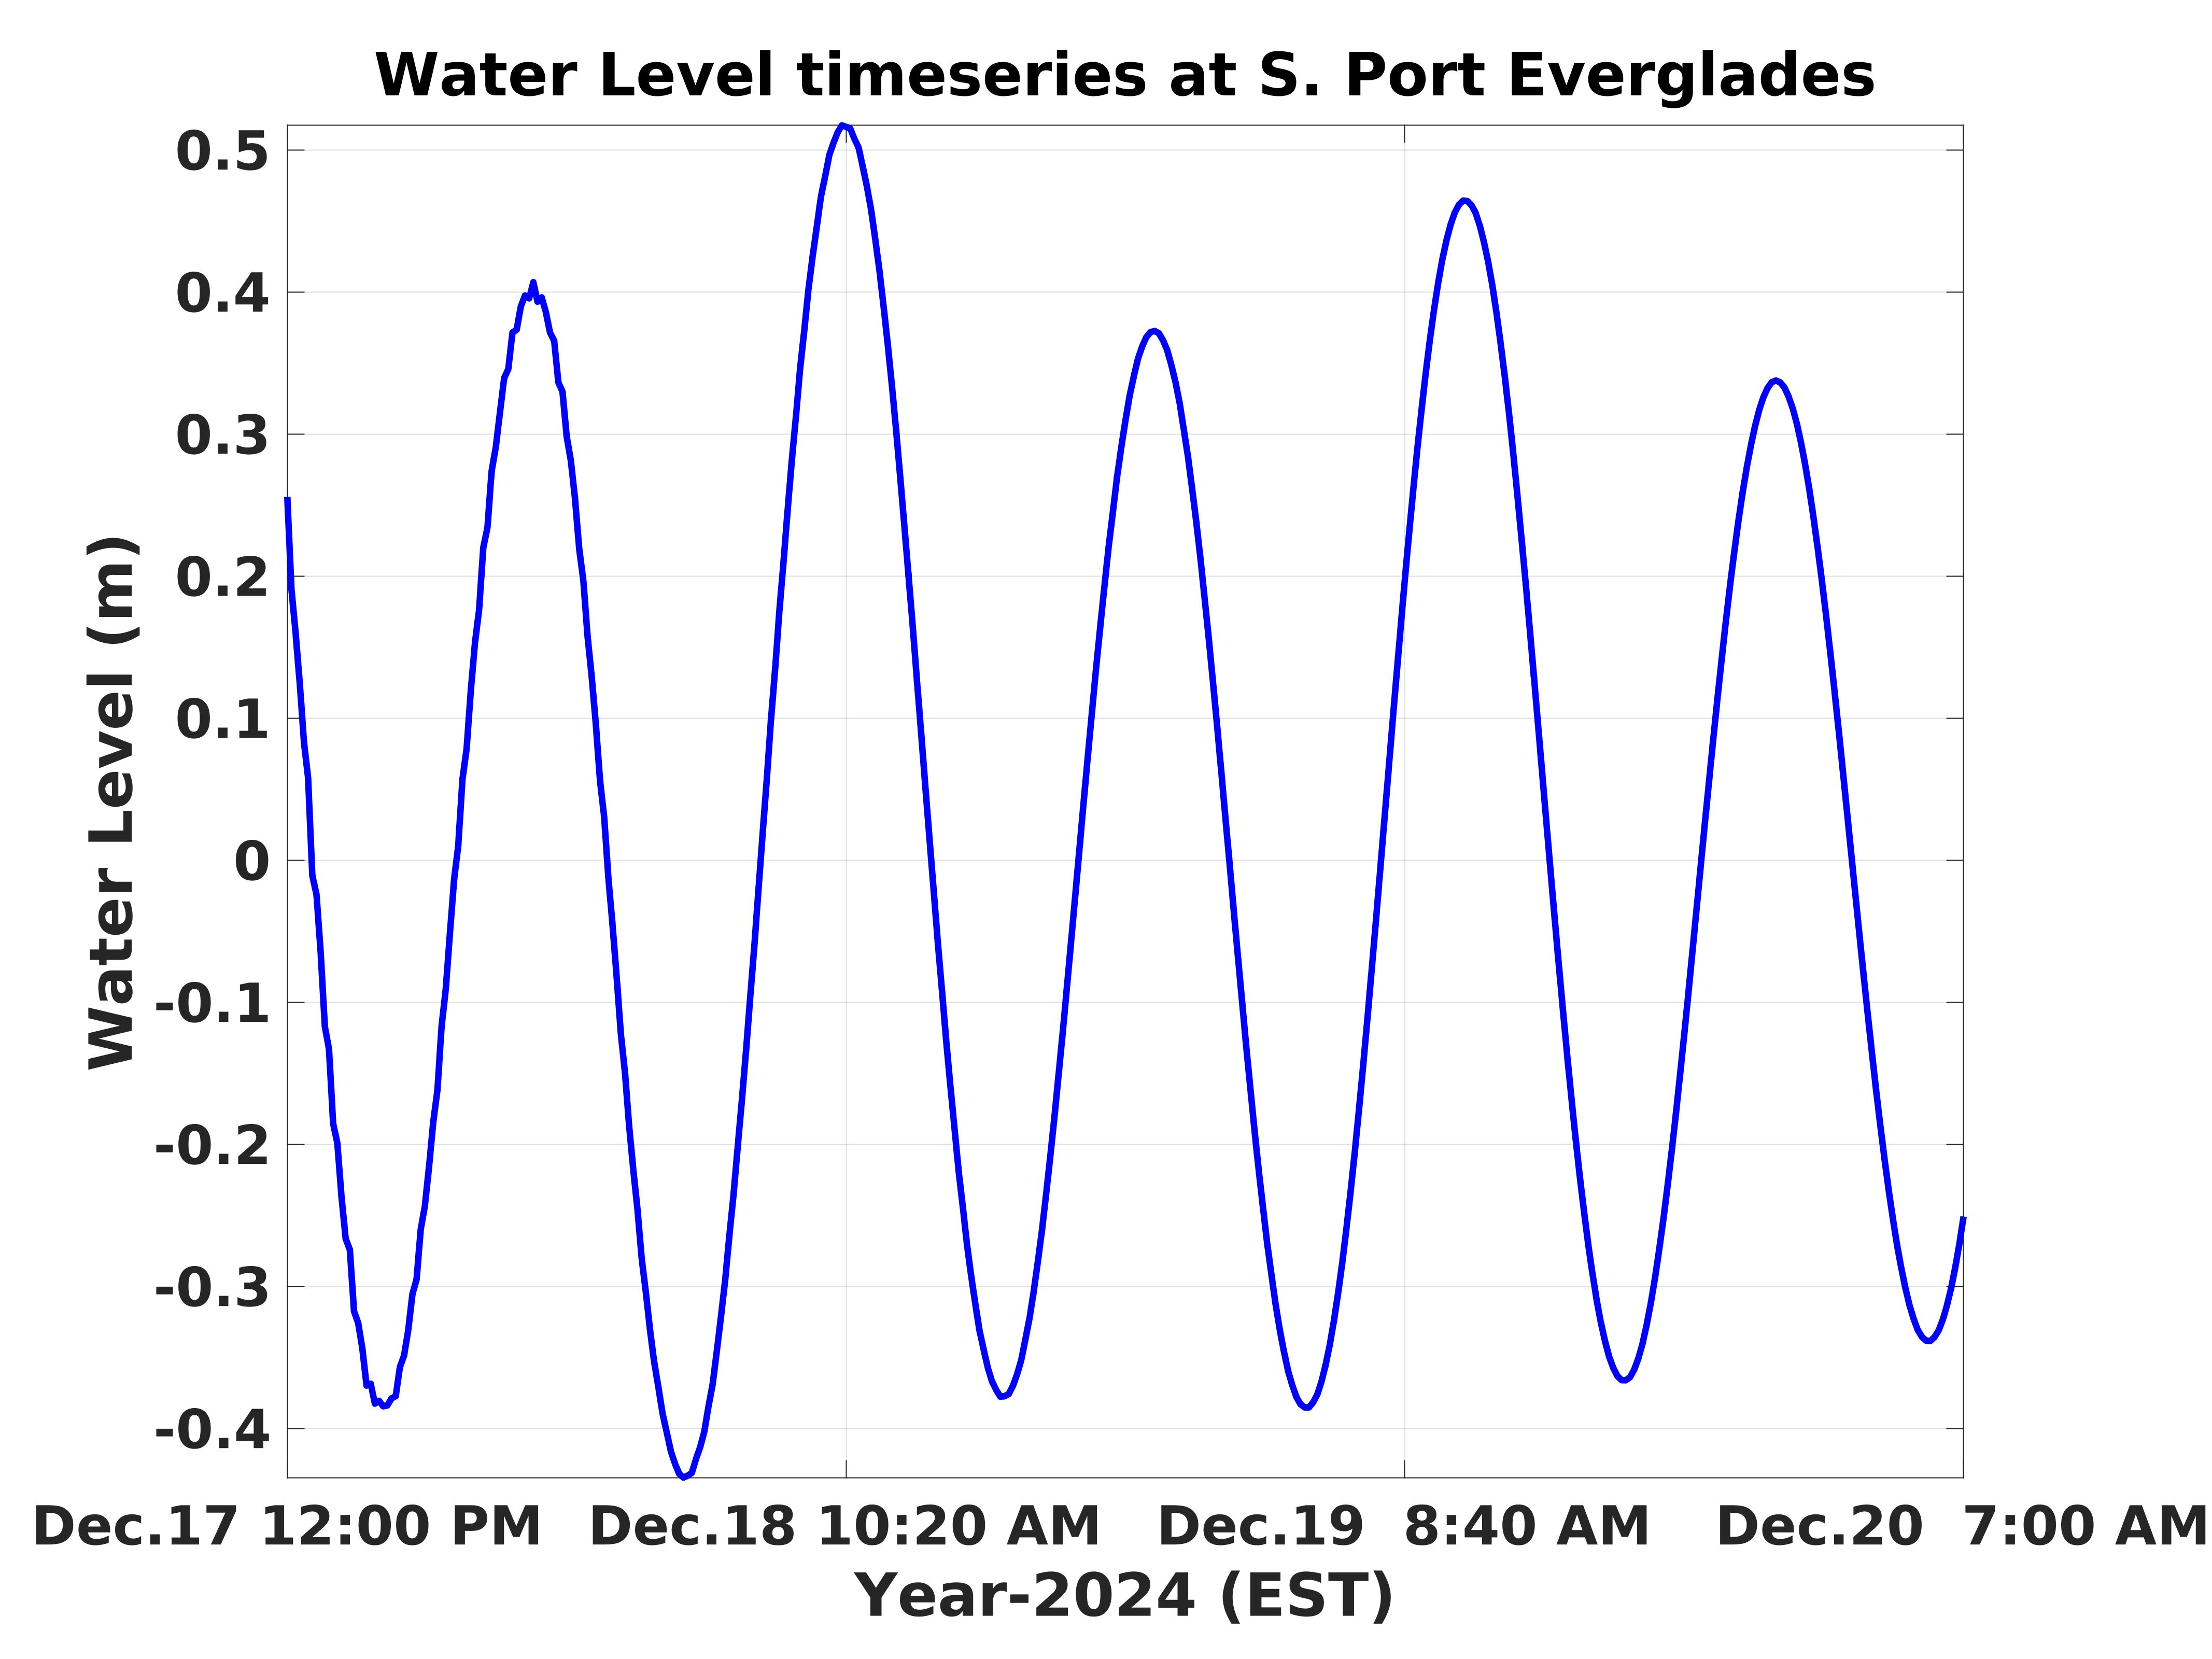 Water Level timeseries at S. Port Everglades
0.5
0.4
0.3
0.2
0.1
0
-0.1
-0.2
-0.3
-0.4
Water Level (m)
Dec.17 12:00 PM Dec.18 10:20 AM Dec.19 8:40 AM Dec.20 7:00 AM
Year-2024 (EST)